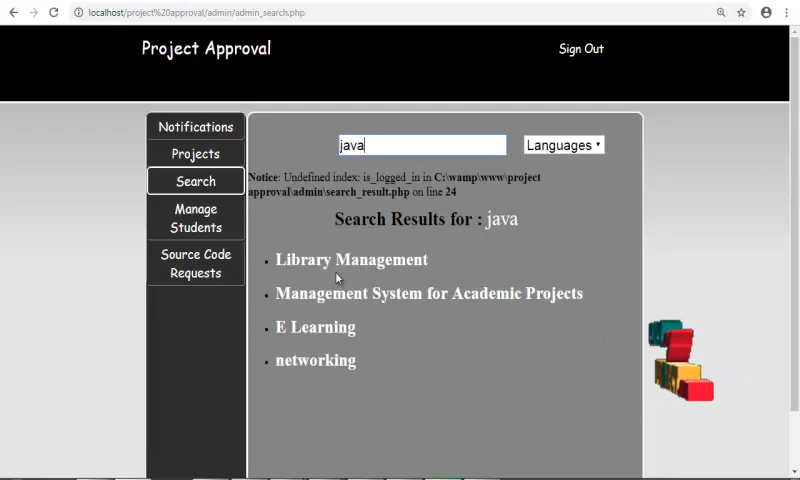 localhost/project%20approval/admin/admin_search.php
Project Approval
Sign Out
Notifications
Projects
Search
Manage
Students
Source Code
Requests
java
Languages
Notice: Undefined index: is_logged_in in C:\wamp\www\project
approval\admin\search_result.php on line 24
Search Results for : java
Library Management
Management System for Academic Projects
E Learning
networking